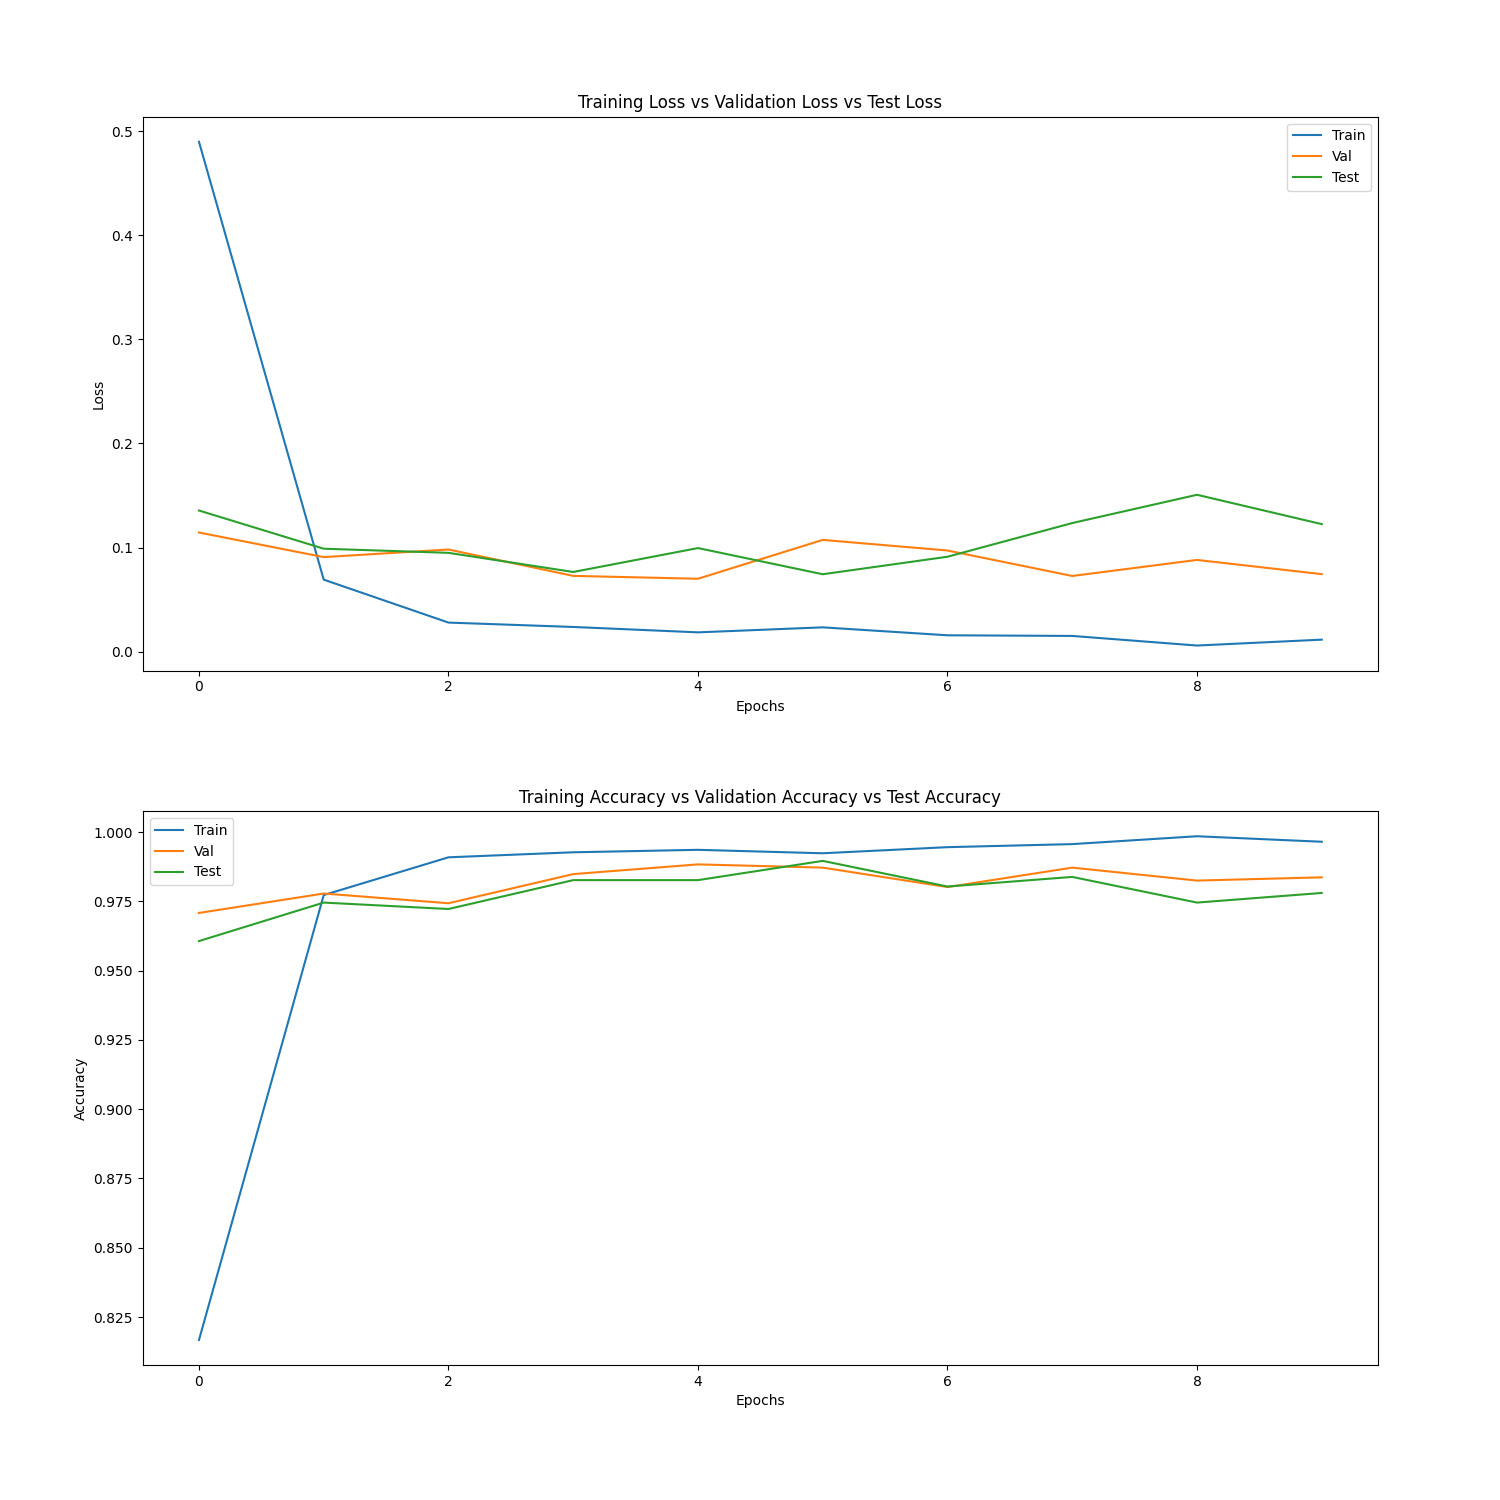 Training Loss vs Validation Loss vs Test Loss
0.5
0.4
0.3
0.2
0.1
0.0
Loss
Train
Val
Test
0 2 4 6 8
Epochs
Training Accuracy vs Validation Accuracy vs Test Accuracy
Train
Val
Test
1.000
0.975
0.950
0.925
0.900
0.875
0.850
0.825
Accuracy
0 2 4 6 8
Epochs